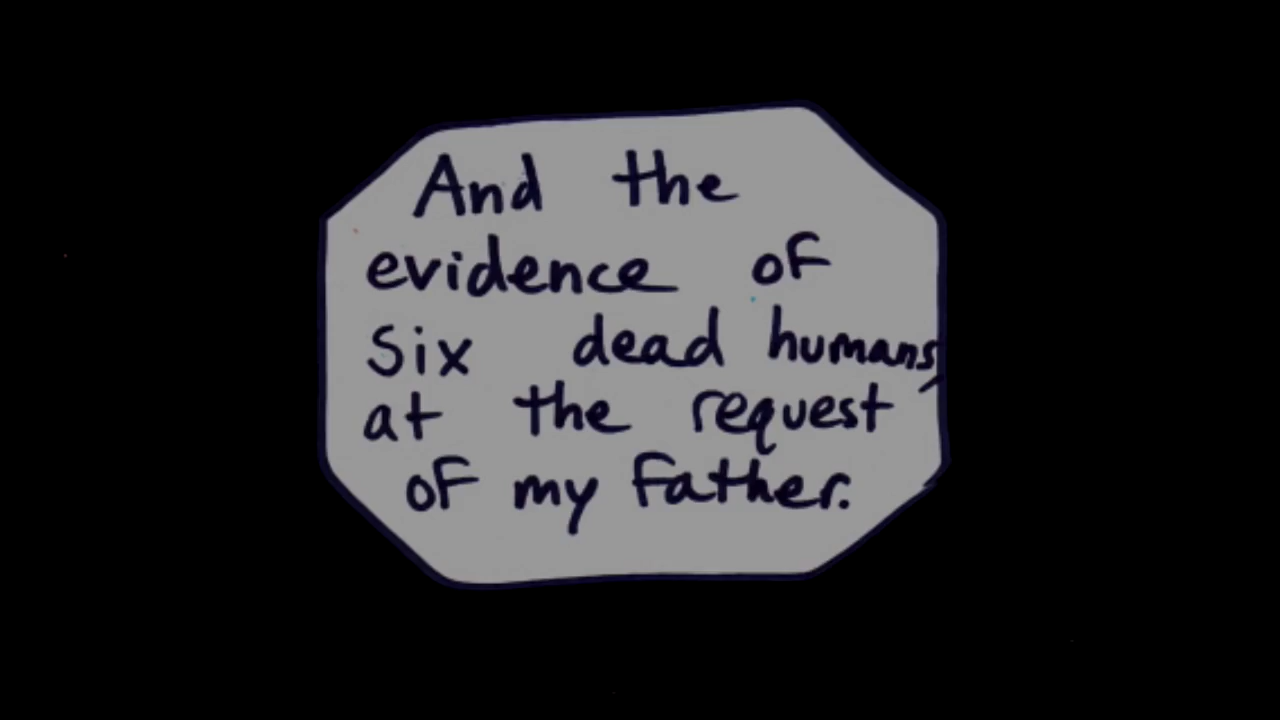 And the
evidence of
six dead humans,
at the request
of my father.